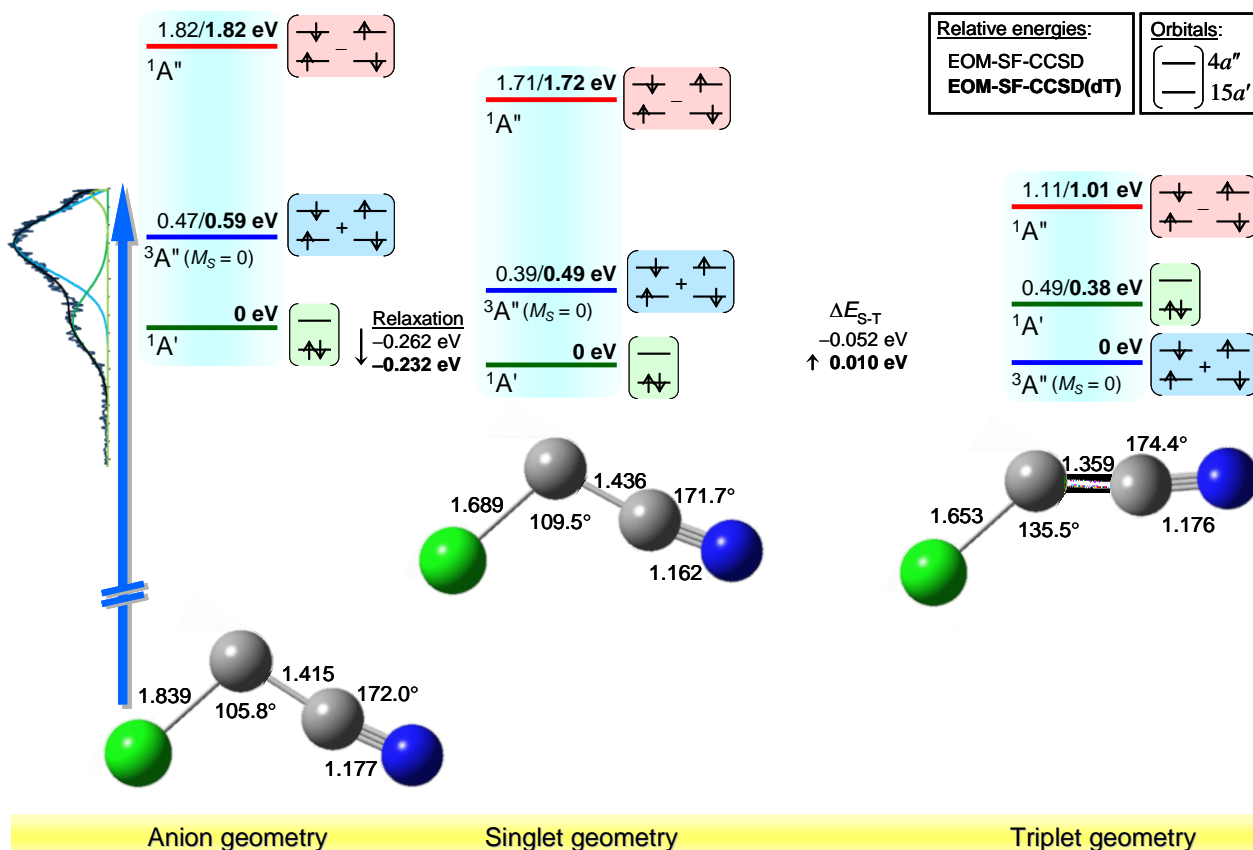 1.82/1.82 eV
¹A"
0.47/0.59 eV
³A" (Mₛ = 0)
0 eV
¹A'
–
+
Relaxation
–0.262 eV
–0.232 eV
1.71/1.72 eV
¹A"
0.39/0.49 eV
³A" (Mₛ = 0)
0 eV
¹A'
–
+
ΔE_S-T
–0.052 eV
0.010 eV
Relative energies:
EOM-SF-CCSD
EOM-SF-CCSD(dT)
Orbitals:
4a"
15a'
1.11/1.01 eV
¹A"
0.49/0.38 eV
¹A'
0 eV
³A" (Mₛ = 0)
–
+
1.839
105.8°
1.415
172.0°
1.177
1.689
109.5°
1.436
171.7°
1.162
1.653
135.5°
1.359
174.4°
1.176
Anion geometry
Singlet geometry
Triplet geometry